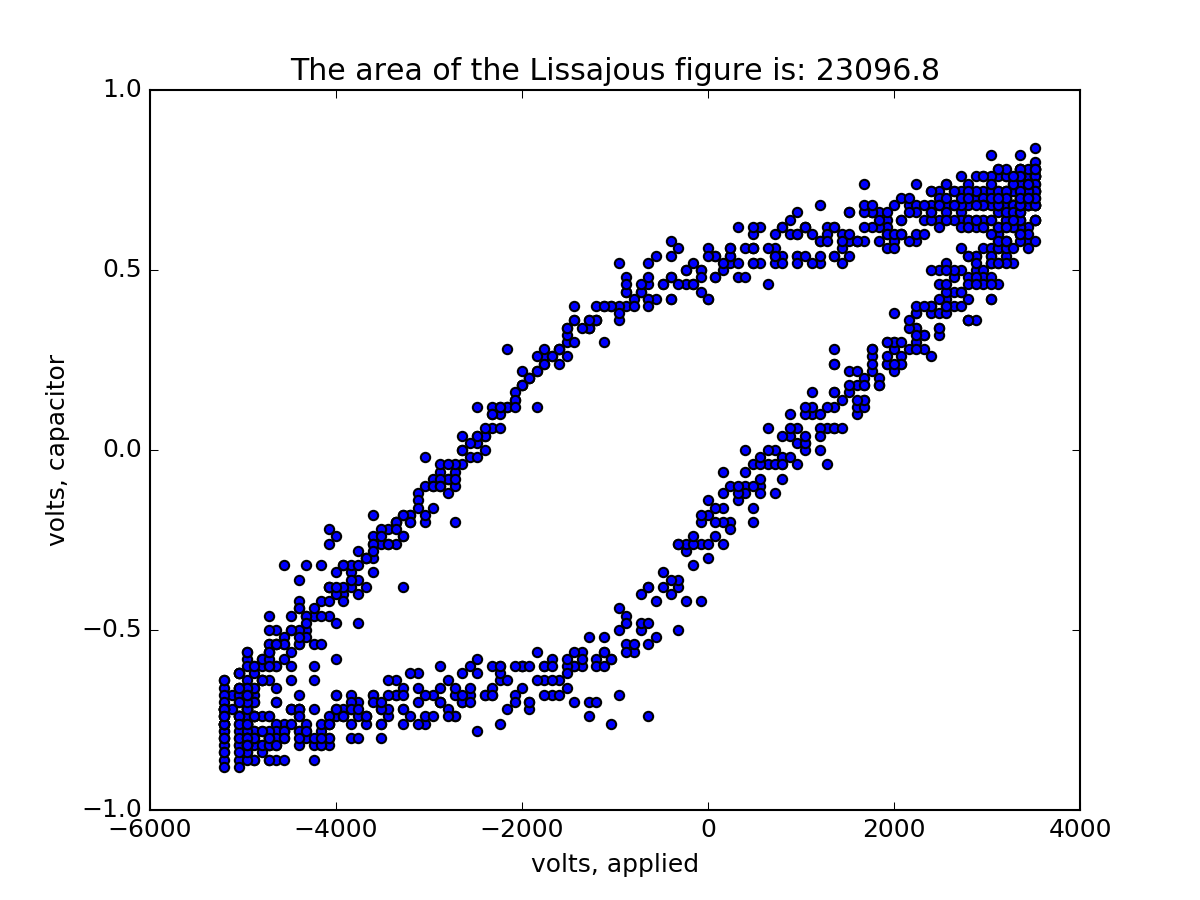 The area of the Lissajous figure is: 23096.8
1.0
0.5
0.0
−0.5
−1.0
volts, capacitor
−6000 −4000 −2000 0 2000 4000
volts, applied